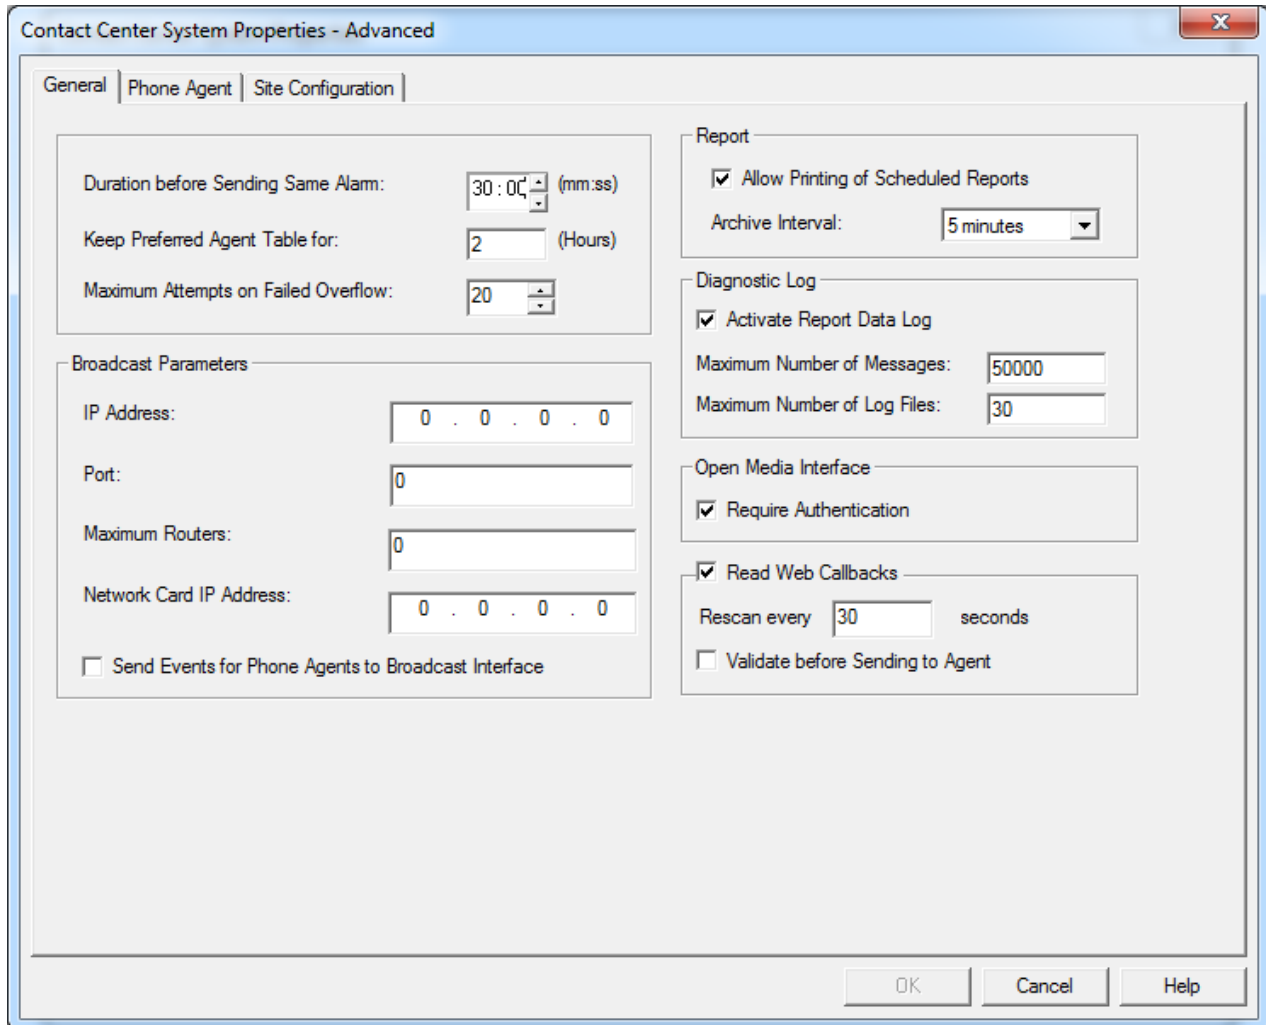 Contact Center System Properties - Advanced
General
Phone Agent
Site Configuration
Duration before Sending Same Alarm:
30 : 00
(mm:ss)
Keep Preferred Agent Table for:
2
(Hours)
Maximum Attempts on Failed Overflow:
20
Broadcast Parameters
IP Address:
0 . 0 . 0 . 0
Port:
0
Maximum Routers:
0
Network Card IP Address:
0 . 0 . 0 . 0
Send Events for Phone Agents to Broadcast Interface
Report
Allow Printing of Scheduled Reports
Archive Interval:
5 minutes
Diagnostic Log
Activate Report Data Log
Maximum Number of Messages:
50000
Maximum Number of Log Files:
30
Open Media Interface
Require Authentication
Read Web Callbacks
Rescan every
30
seconds
Validate before Sending to Agent
OK
Cancel
Help